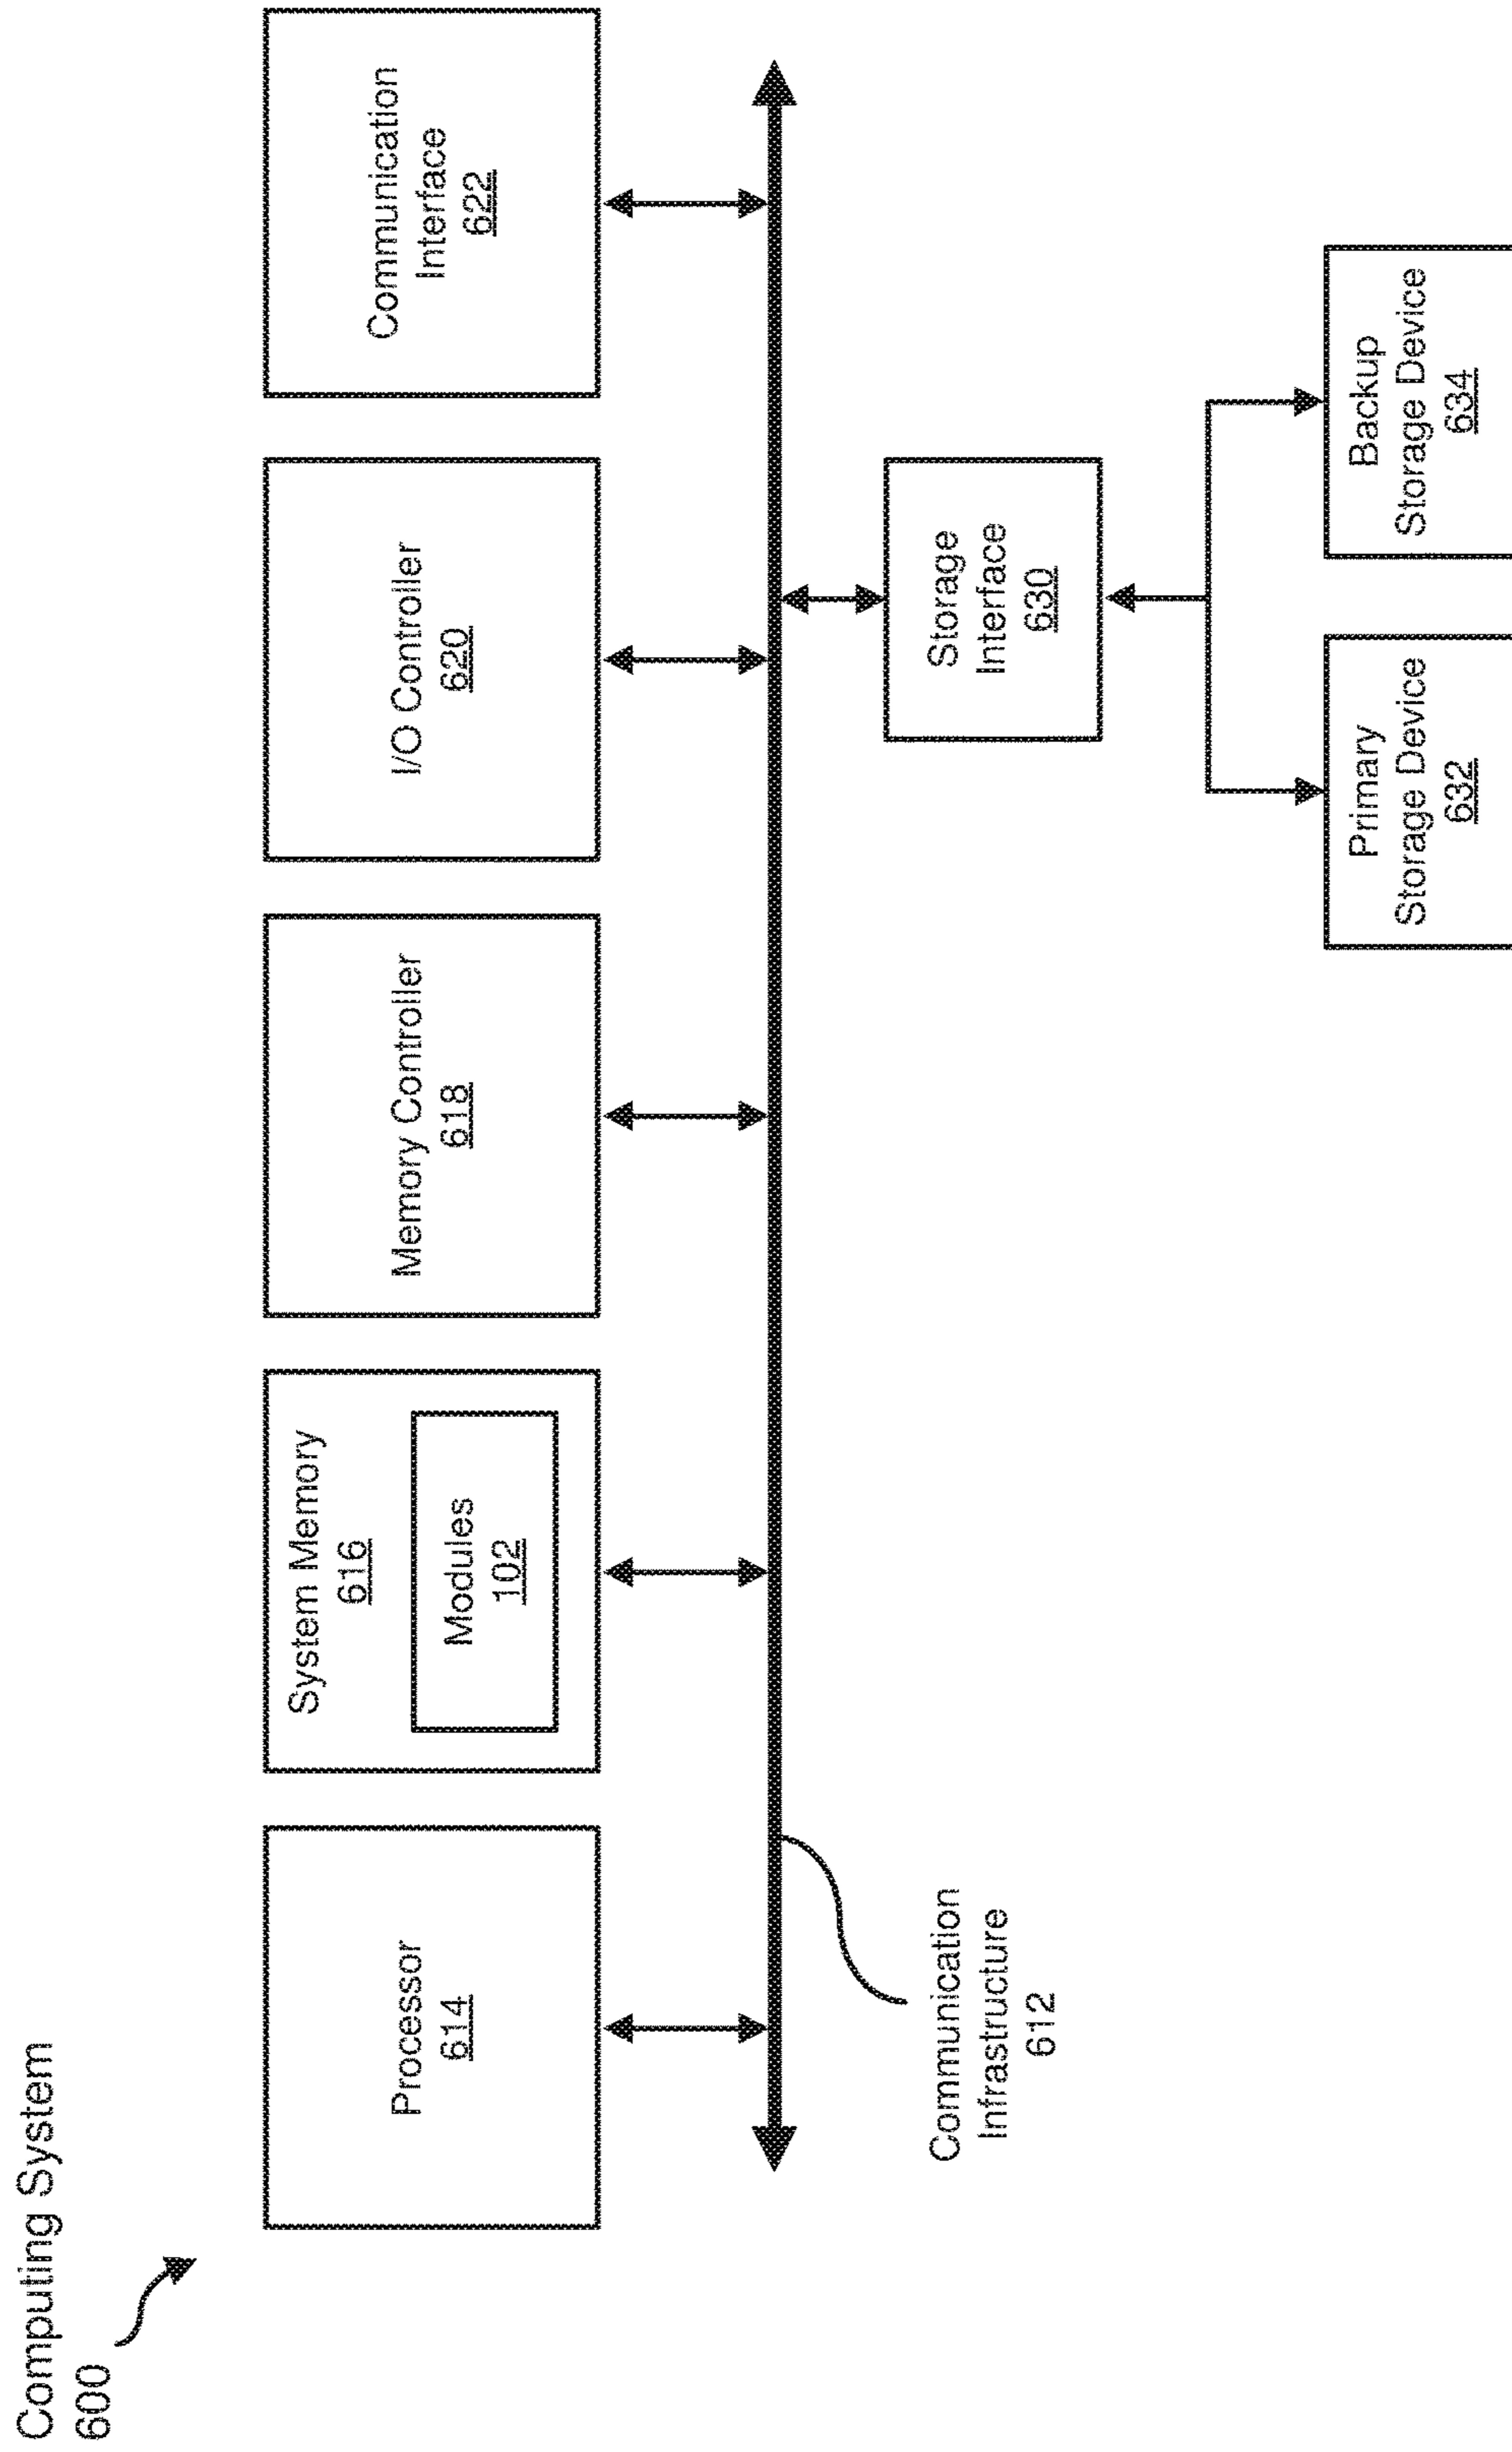 Computing System
600
Processor
614
System Memory
616
Modules
102
Memory Controller
618
I/O Controller
620
Communication
Interface
622
Communication
Infrastructure
612
Storage
Interface
630
Primary
Storage Device
632
Backup
Storage Device
634